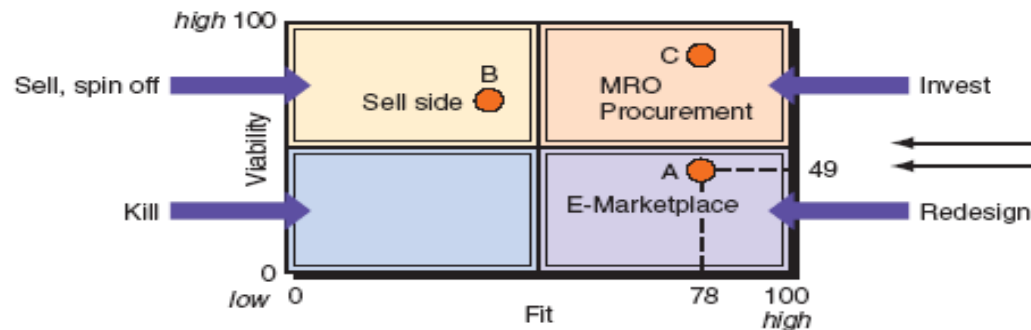 high 100
B
C
Sell, spin off
Sell side
MRO
Procurement
Invest
Viability
A
49
E-Marketplace
Kill
Redesign
0
low
0
Fit
78
100
high